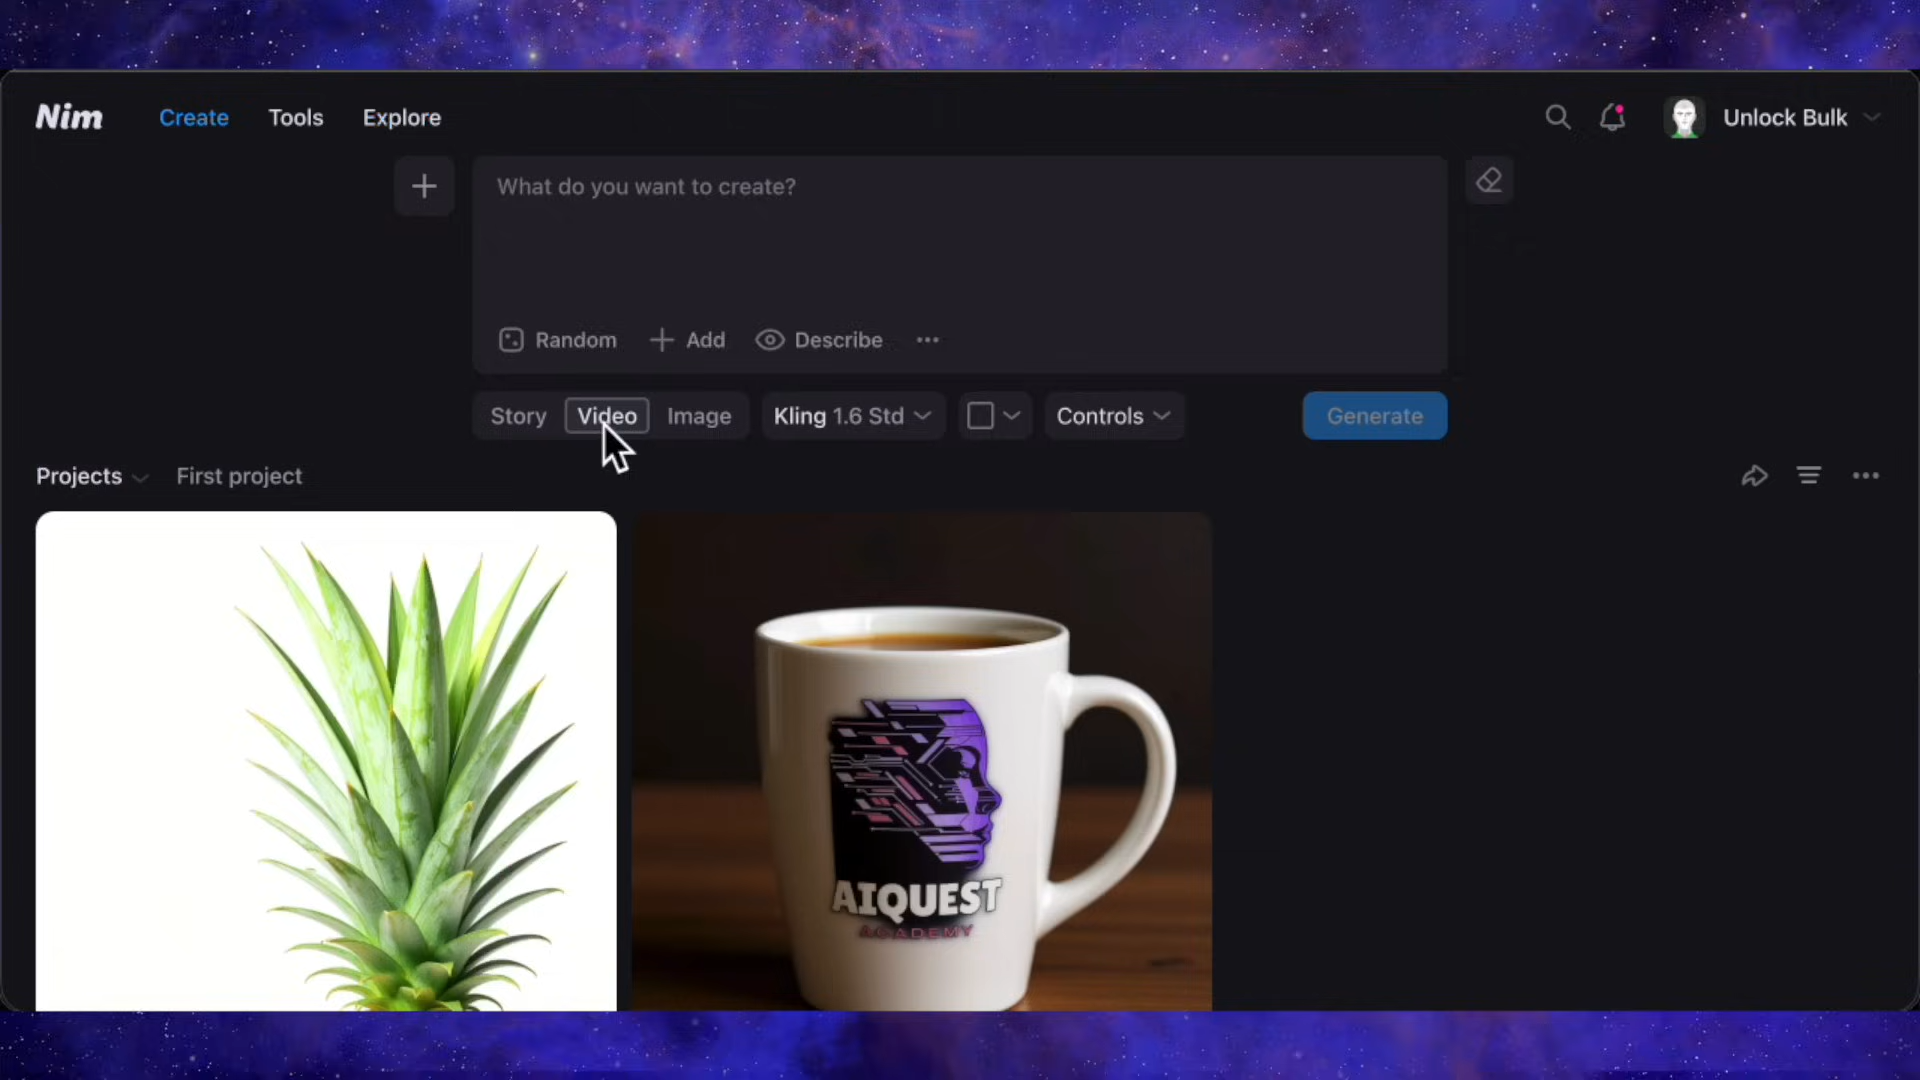 Nim Create Tools Explore Unlock Bulk
What do you want to create?
Random Add Describe
Story Video Image Kling 1.6 Std Controls Generate
Projects First project
AIQUEST
ACADEMY